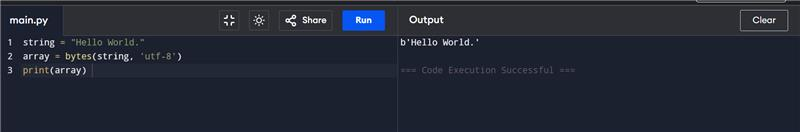 main.py Share Run Output Clear
1 string = "Hello World." b'Hello World.'
2 array = bytes(string, 'utf-8')
3 print(array) === Code Execution Successful ===